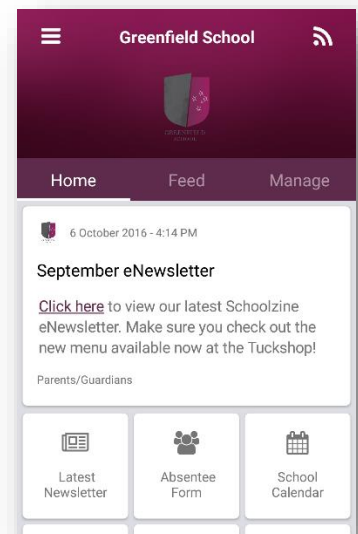 Greenfield School
GREENFIELD
SCHOOL
Home Feed Manage
6 October 2016 - 4:14 PM
September eNewsletter
Click here to view our latest Schoolzine
eNewsletter. Make sure you check out the
new menu available now at the Tuckshop!
Parents/Guardians
Latest
Newsletter
Absentee
Form
School
Calendar